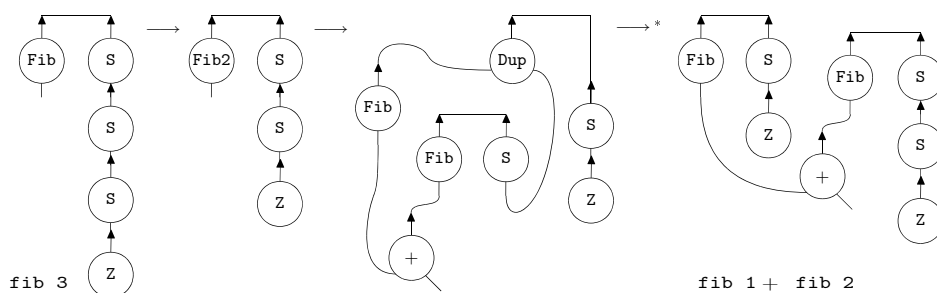 Fib S Fib2 S Dup ⟶* Fib S Fib S
S S Fib S Z S
S Z Fib S Z + S
Z + Z
fib 3 fib 1 + fib 2